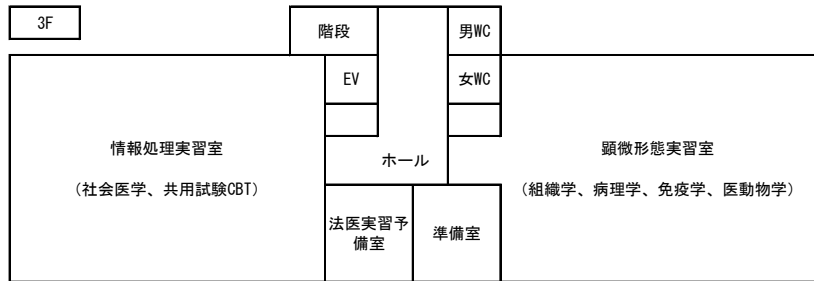 3F
階段
男WC
EV
女WC
情報処理実習室
（社会医学、共用試験CBT）
ホール
顕微形態実習室
（組織学、病理学、免疫学、医動物学）
法医実習予
備室
準備室